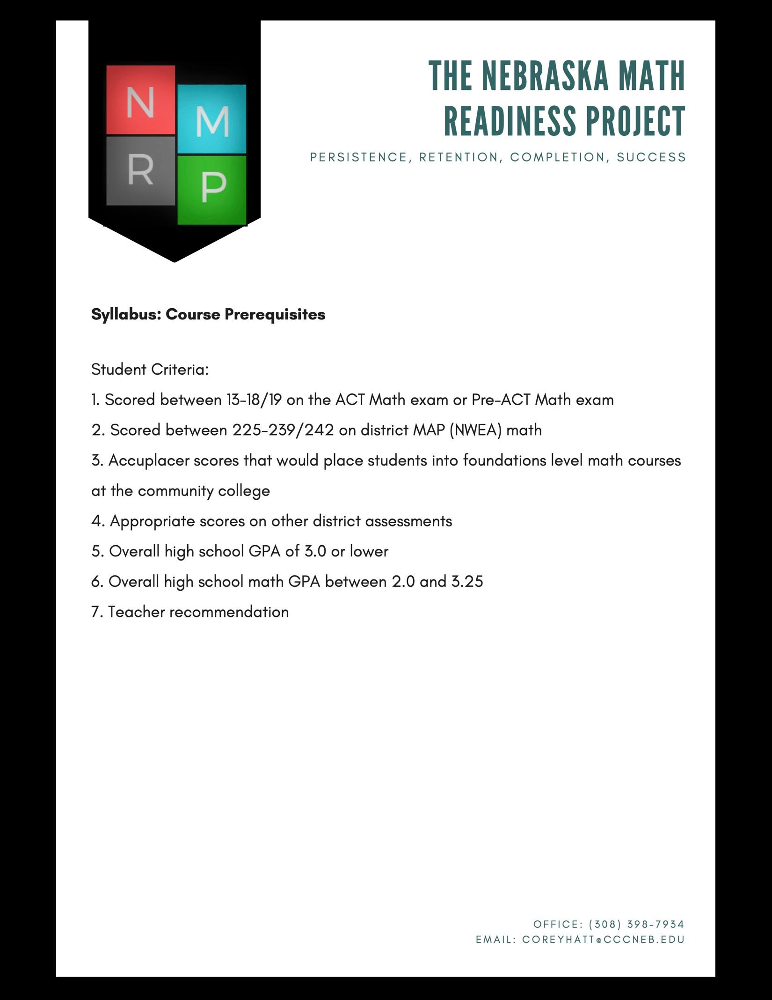 N
M
R
P
THE NEBRASKA MATH
READINESS PROJECT
PERSISTENCE, RETENTION, COMPLETION, SUCCESS
Syllabus: Course Prerequisites
Student Criteria:
1. Scored between 13-18/19 on the ACT Math exam or Pre-ACT Math exam
2. Scored between 225-239/242 on district MAP (NWEA) math
3. Accuplacer scores that would place students into foundations level math courses
at the community college
4. Appropriate scores on other district assessments
5. Overall high school GPA of 3.0 or lower
6. Overall high school math GPA between 2.0 and 3.25
7. Teacher recommendation
OFFICE: (308) 398-7934
EMAIL: COREYHATT@CCCNEB.EDU